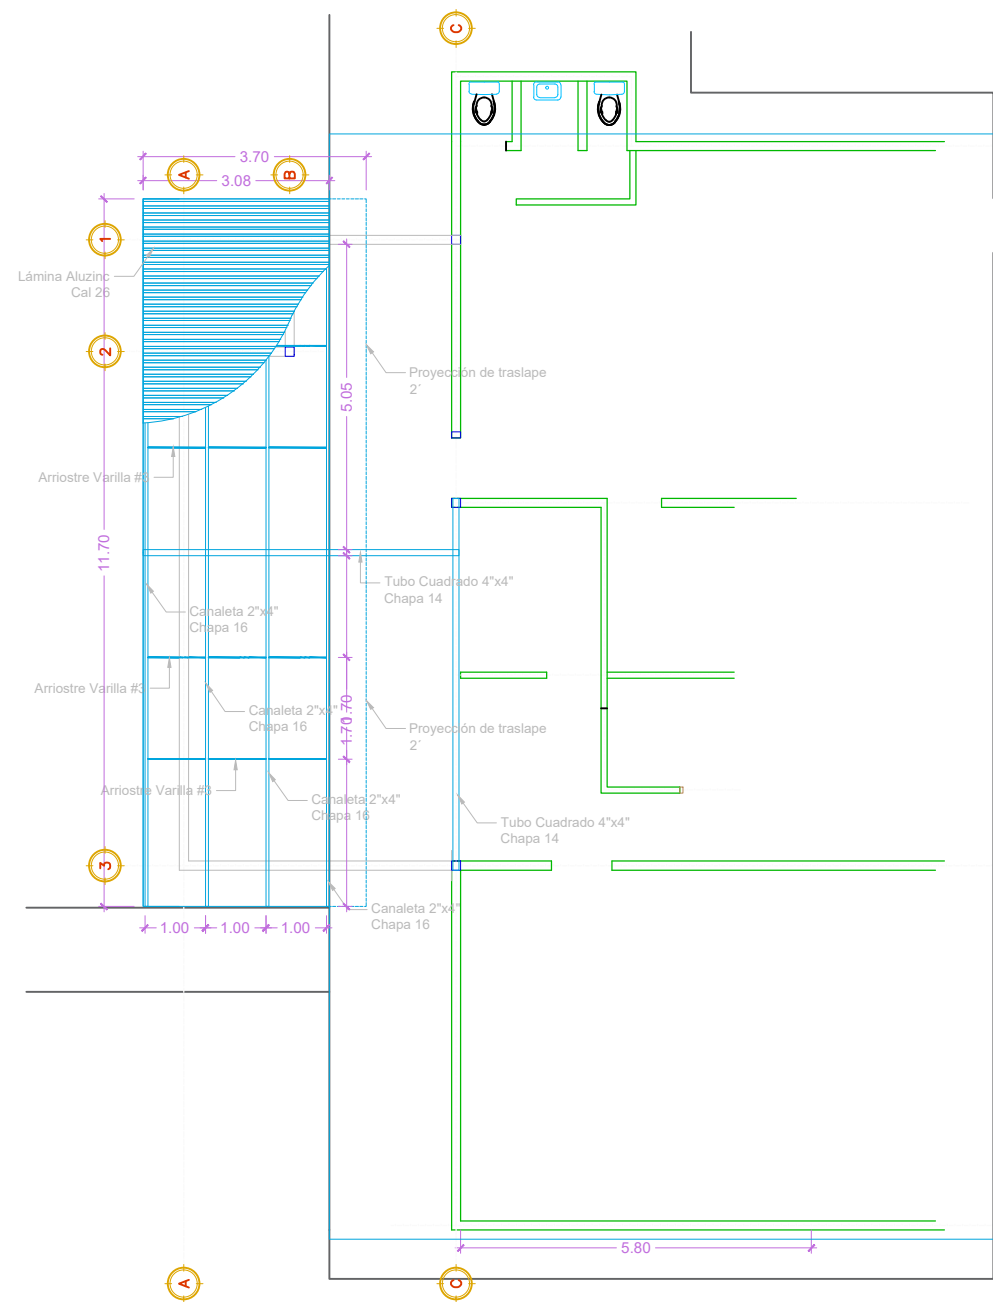 C
3.70
A
B
3.08
1
Lámina Aluzinc
Cal 26
2
Proyección de traslape
2´
5.05
Arriostre Varilla #3
11.70
Tubo Cuadrado 4"x4"
Chapa 14
Canaleta 2"x4"
Chapa 16
Arriostre Varilla #3
1.70
1.70
Canaleta 2"x4"
Chapa 16
Proyección de traslape
2´
Arriostre Varilla #3
Canaleta 2"x4"
Chapa 16
Tubo Cuadrado 4"x4"
Chapa 14
3
Canaleta 2"x4"
Chapa 16
1.00
1.00
1.00
5.80
A
C